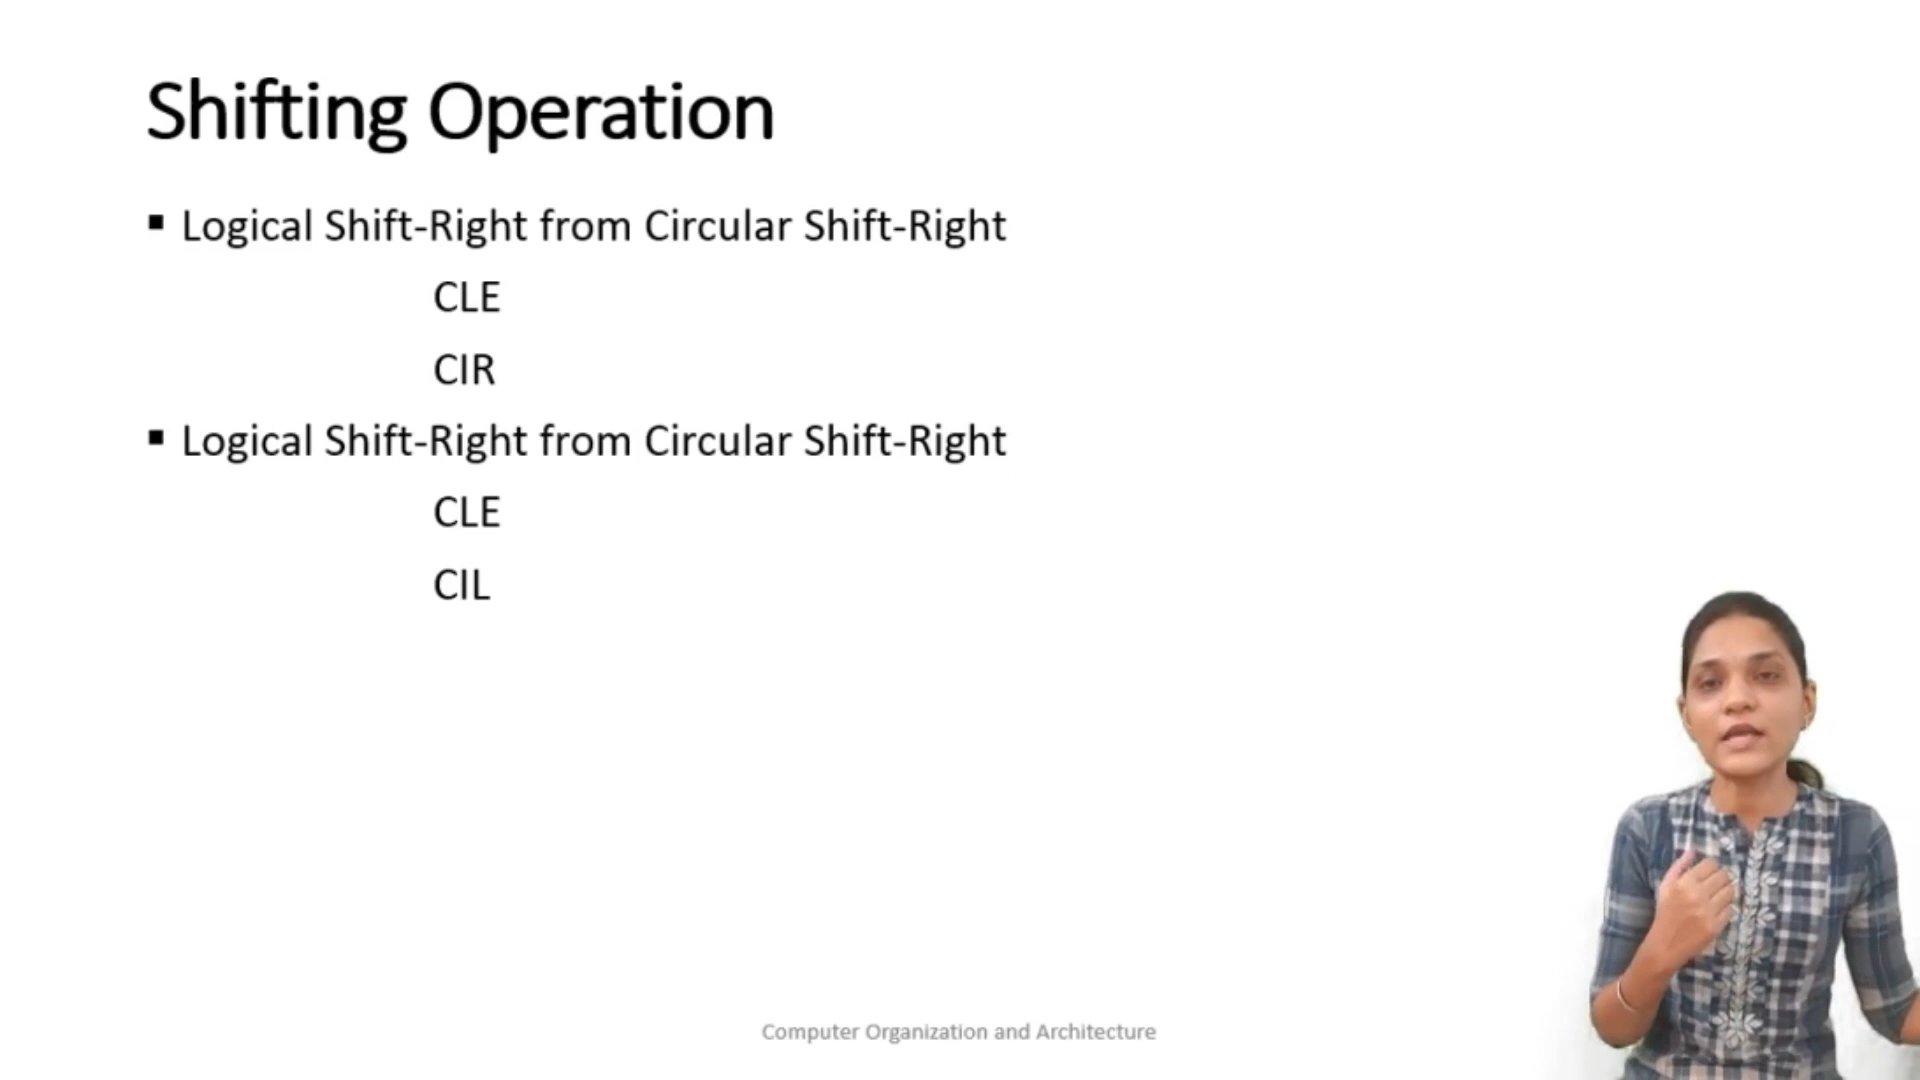 Shifting Operation
▪ Logical Shift-Right from Circular Shift-Right
CLE
CIR
▪ Logical Shift-Right from Circular Shift-Right
CLE
CIL
Computer Organization and Architecture